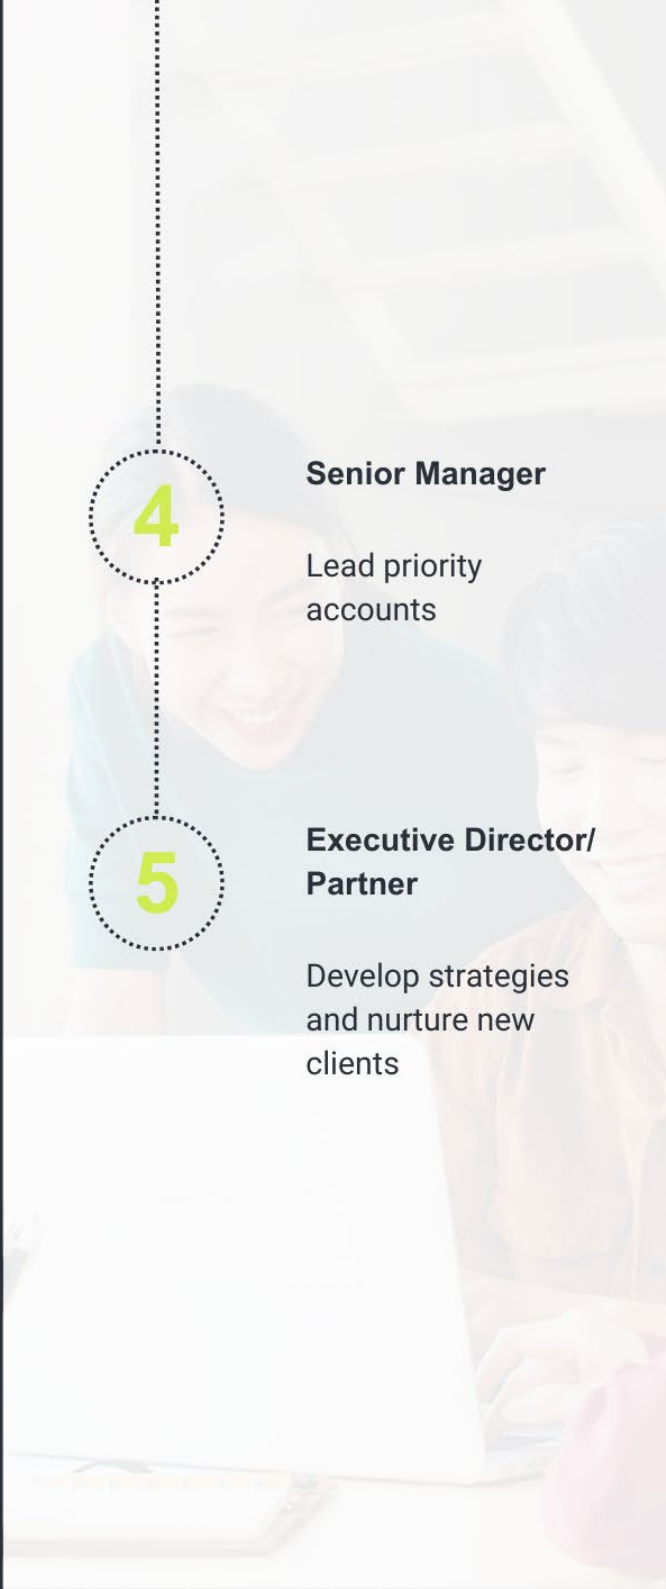 4
Senior Manager
Lead priority
accounts
5
Executive Director/
Partner
Develop strategies
and nurture new
clients